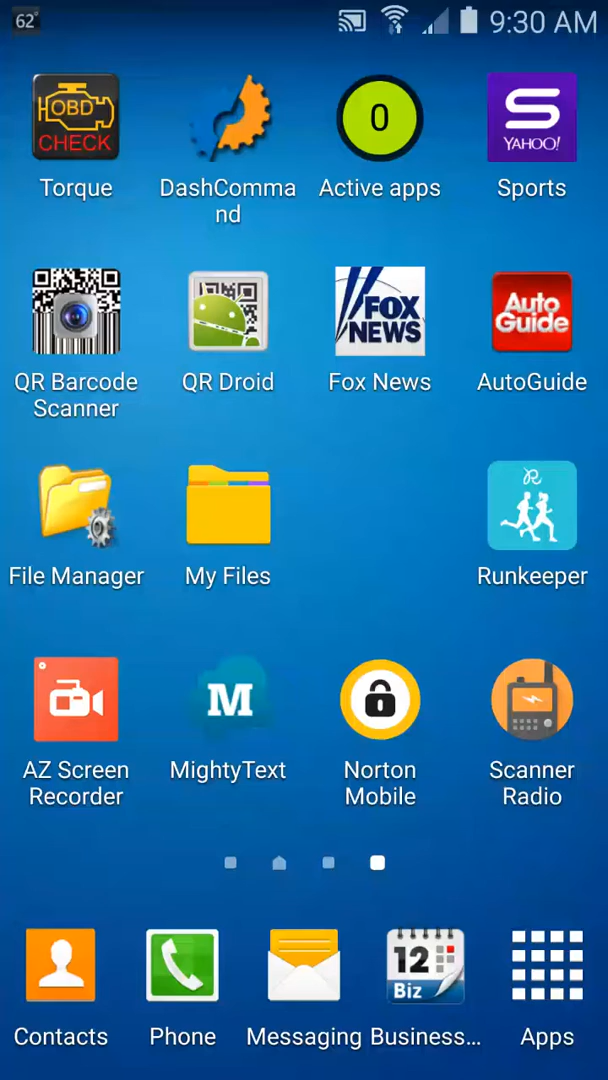 62°
9:30 AM
OBD
CHECK
0
S
YAHOO!
Torque
DashComma
nd
Active apps
Sports
FOX
NEWS
Auto
Guide
QR Barcode
Scanner
QR Droid
Fox News
AutoGuide
R
File Manager
My Files
Runkeeper
M
AZ Screen
Recorder
MightyText
Norton
Mobile
Scanner
Radio
12
Biz
Contacts
Phone
Messaging
Business...
Apps